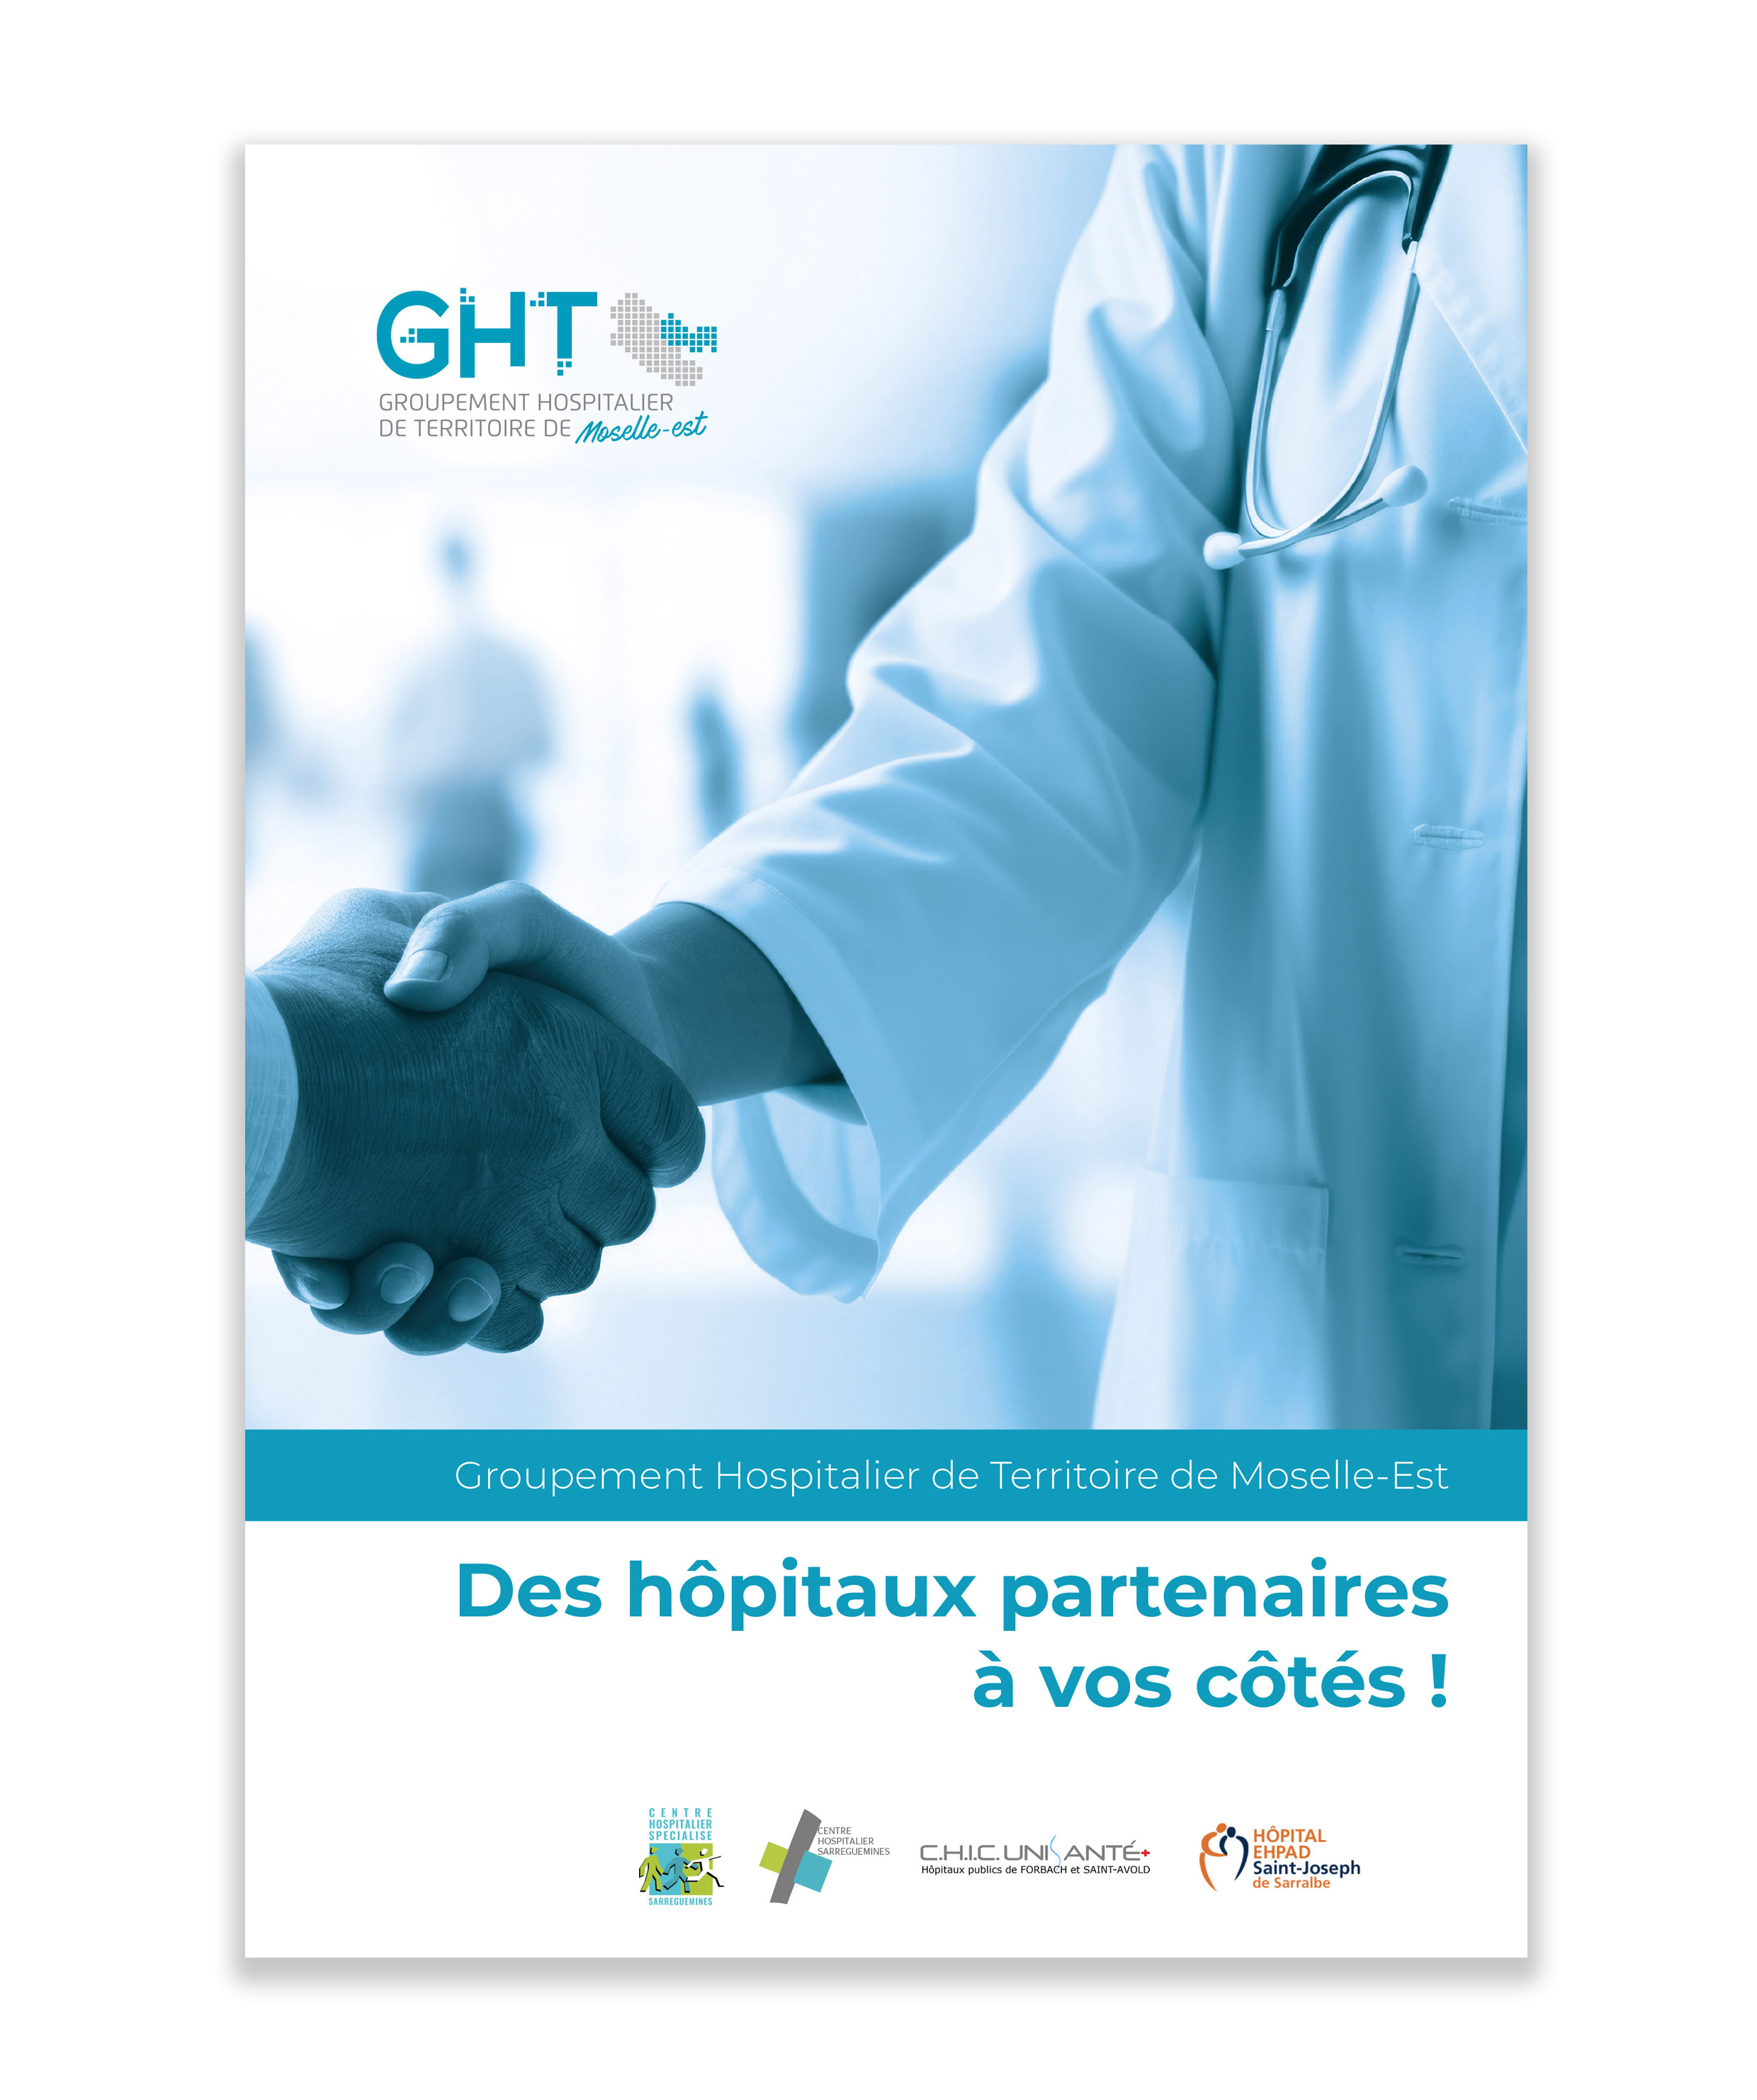 GHT
GROUPEMENT HOSPITALIER
DE TERRITOIRE DE Moselle-est
Groupement Hospitalier de Territoire de Moselle-Est
Des hôpitaux partenaires
à vos côtés !
CENTRE
HOSPITALIER
SPECIALISE
SARREGUEMINES
CENTRE
HOSPITALIER
SARREGUEMINES
C.H.I.C. UNISANTÉ+
Hôpitaux publics de FORBACH et SAINT-AVOLD
HÔPITAL
EHPAD
Saint-Joseph
de Sarralbe